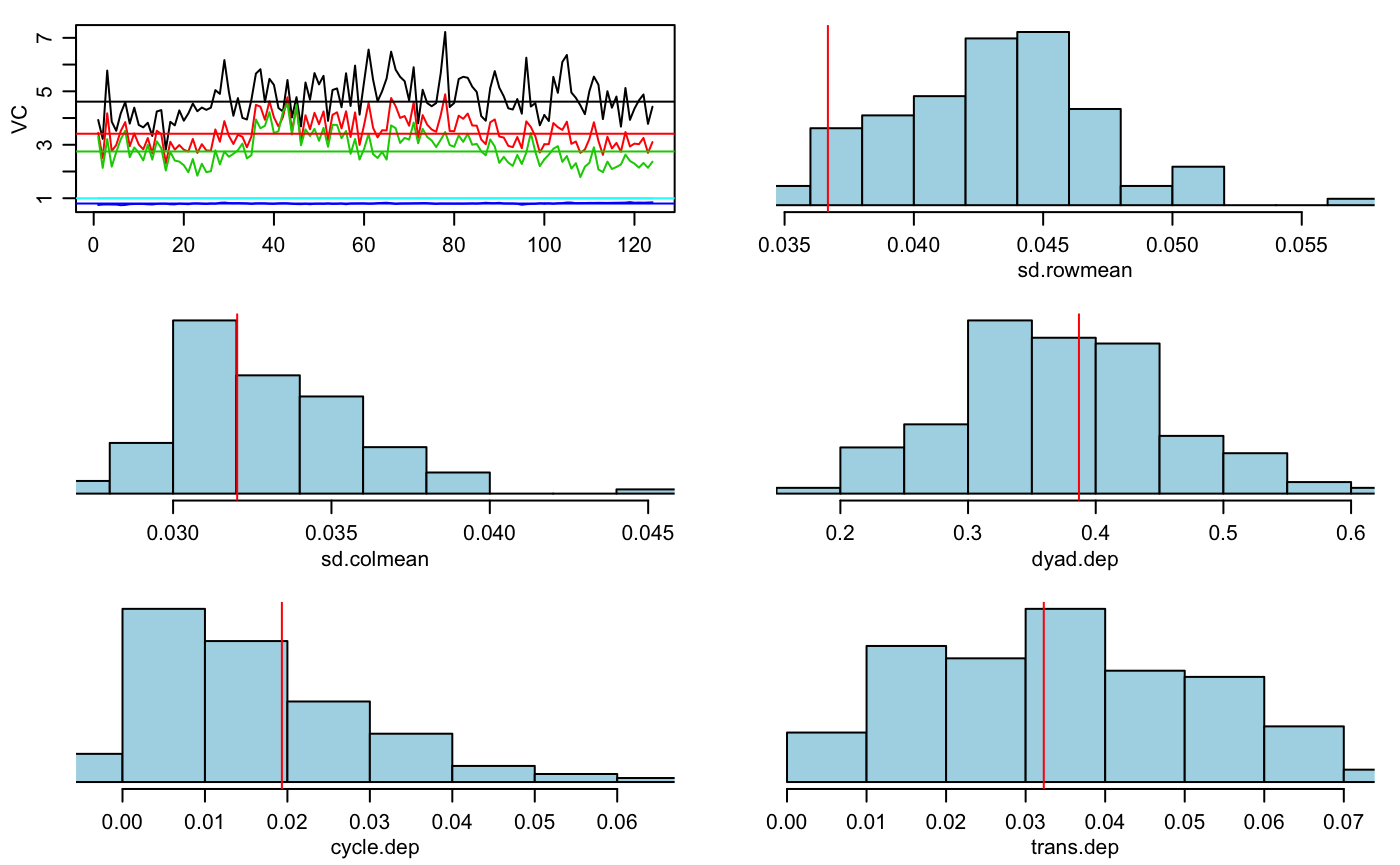 VC
7
5
3
1
0 20 40 60 80 100 120
0.035 0.040 0.045 0.050 0.055
sd.rowmean
0.030 0.035 0.040 0.045
sd.colmean
0.2 0.3 0.4 0.5 0.6
dyad.dep
0.00 0.01 0.02 0.03 0.04 0.05 0.06
cycle.dep
0.00 0.01 0.02 0.03 0.04 0.05 0.06 0.07
trans.dep